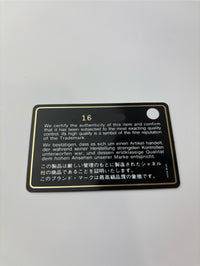 16
We certify the authenticity of this item and confirm
that it has been subjected to the most exacting quality
control. Its high quality is a symbol of the fine reputation
of the Trademark.
Wir bestätigen, dass es sich um einen Artikel handelt,
der während seiner Herstellung strengsten Kontrollen
unterworfen war, und dessen erstklassige Qualität
dem hohen Ansehen unserer Marke entspricht.
この製品は厳しい管理のもとに製造されたシャネル
社の商品であることを証明いたします。
このブランド・マークは最高級品質の象徴です。